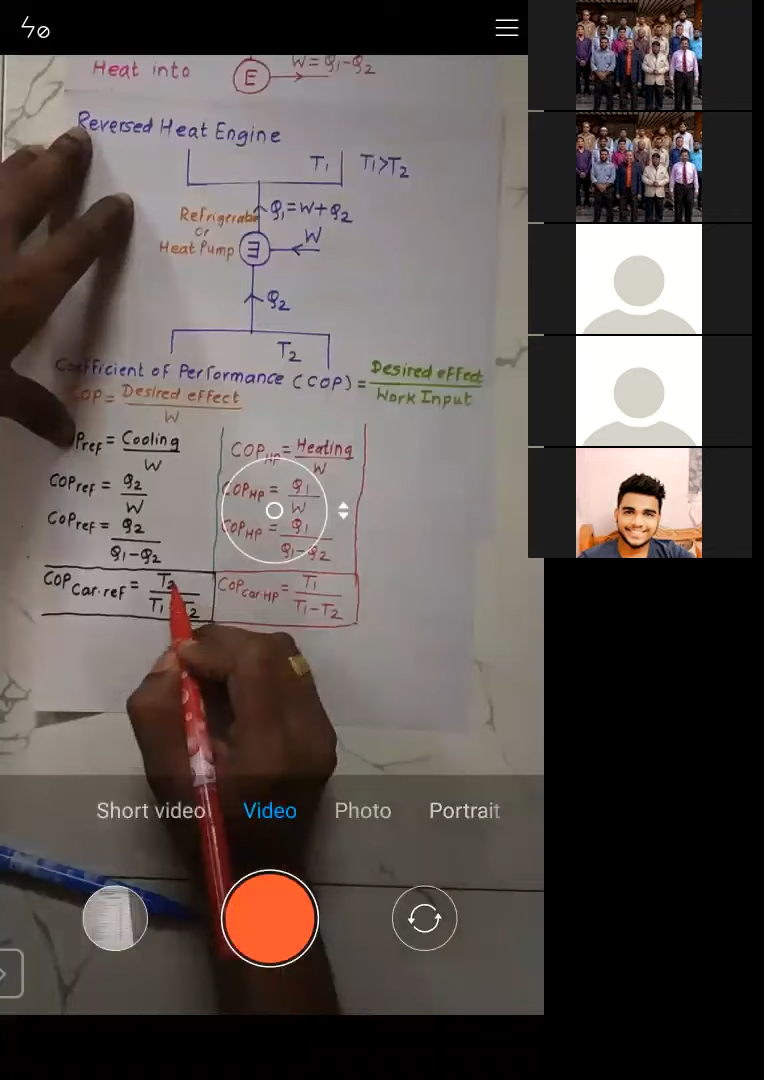 Heat into
E
W = Q1-Q2
Reversed Heat Engine
T1
T1>T2
Q1=W+Q2
Refrigerator
or
Heat Pump
E
W
Q2
T2
Coefficient of Performance (COP) = Desired effect / Work Input
COP = Desired effect / W
COPref = Cooling / W
COPref = Q2 / W
COPref = Q2 / Q1-Q2
COP Car.ref = T2 / T1-T2
COPHP = Heating / W
COPHP = Q1 / W
COPHP = Q1 / Q1-Q2
COPcar.HP = T1 / T1-T2
Short video Video Photo Portrait